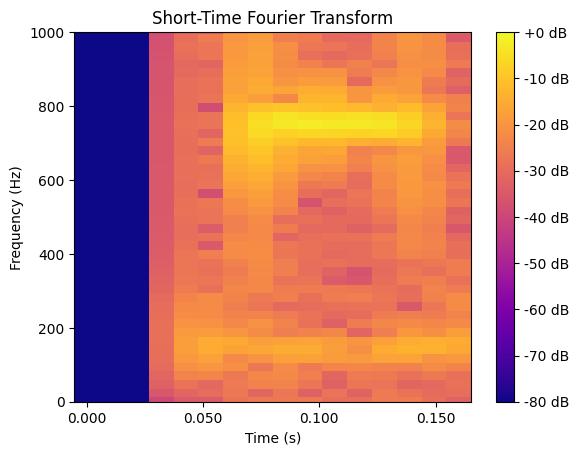 Short-Time Fourier Transform
1000
800
600
400
200
0
Frequency (Hz)
0.000
0.050
0.100
0.150
Time (s)
+0 dB
-10 dB
-20 dB
-30 dB
-40 dB
-50 dB
-60 dB
-70 dB
-80 dB